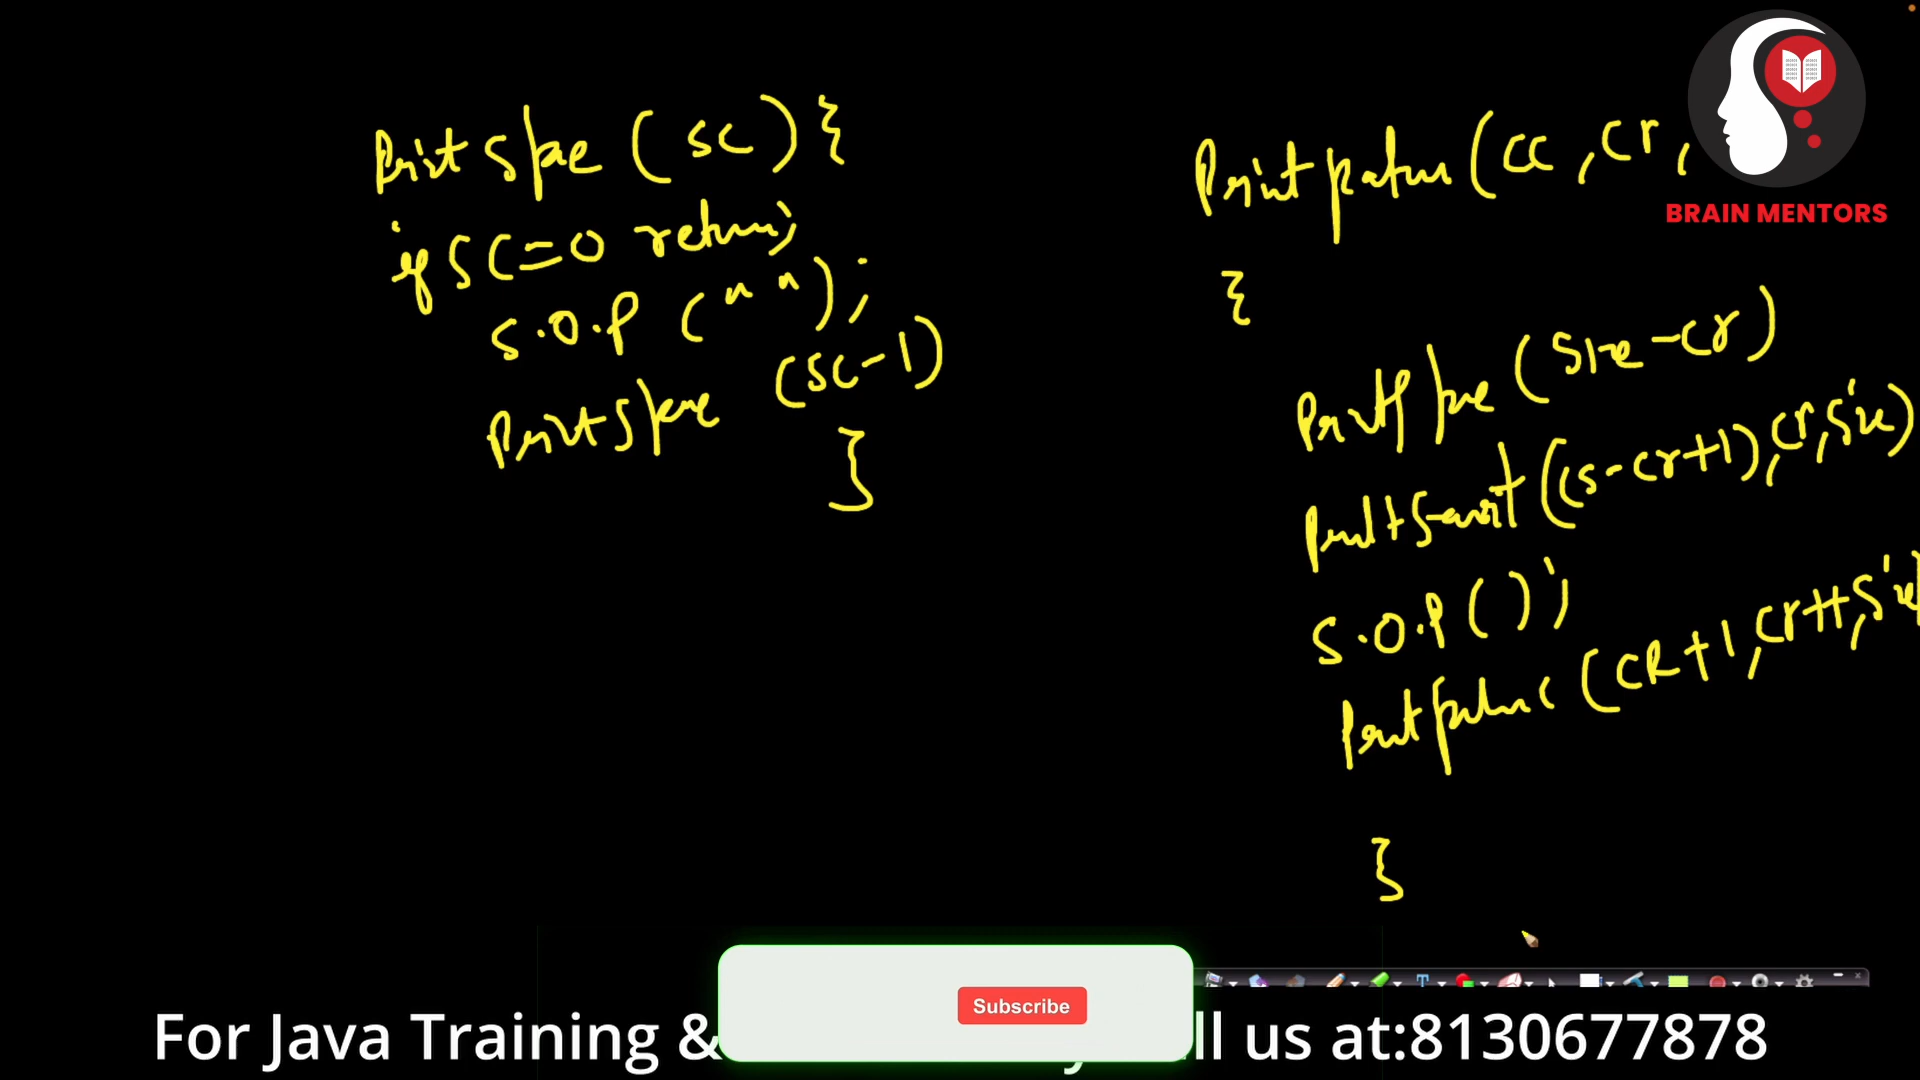 Print Space (sc) {
if sc=0 return;
S.O.P (" ");
Print Space (sc-1)
}
Print pattern (cc, cr,
{
Print Space (Size-cr)
((s-cr+1), cr, Size)
S.O.P ();
Print pattern (CR+1, cr++, Size)
}
BRAIN MENTORS
Subscribe
For Java Training &
ll us at:8130677878